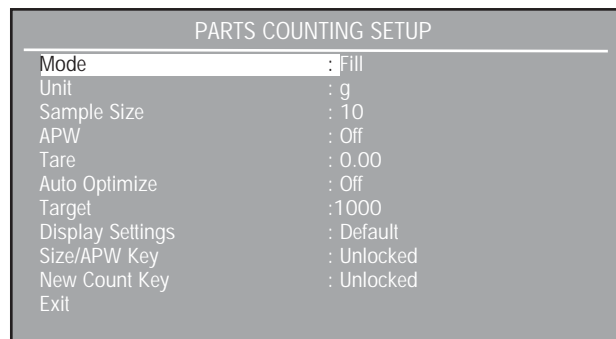 PARTS COUNTING SETUP
Mode : Fill
Unit : g
Sample Size : 10
APW : Off
Tare : 0.00
Auto Optimize : Off
Target :1000
Display Settings : Default
Size/APW Key : Unlocked
New Count Key : Unlocked
Exit